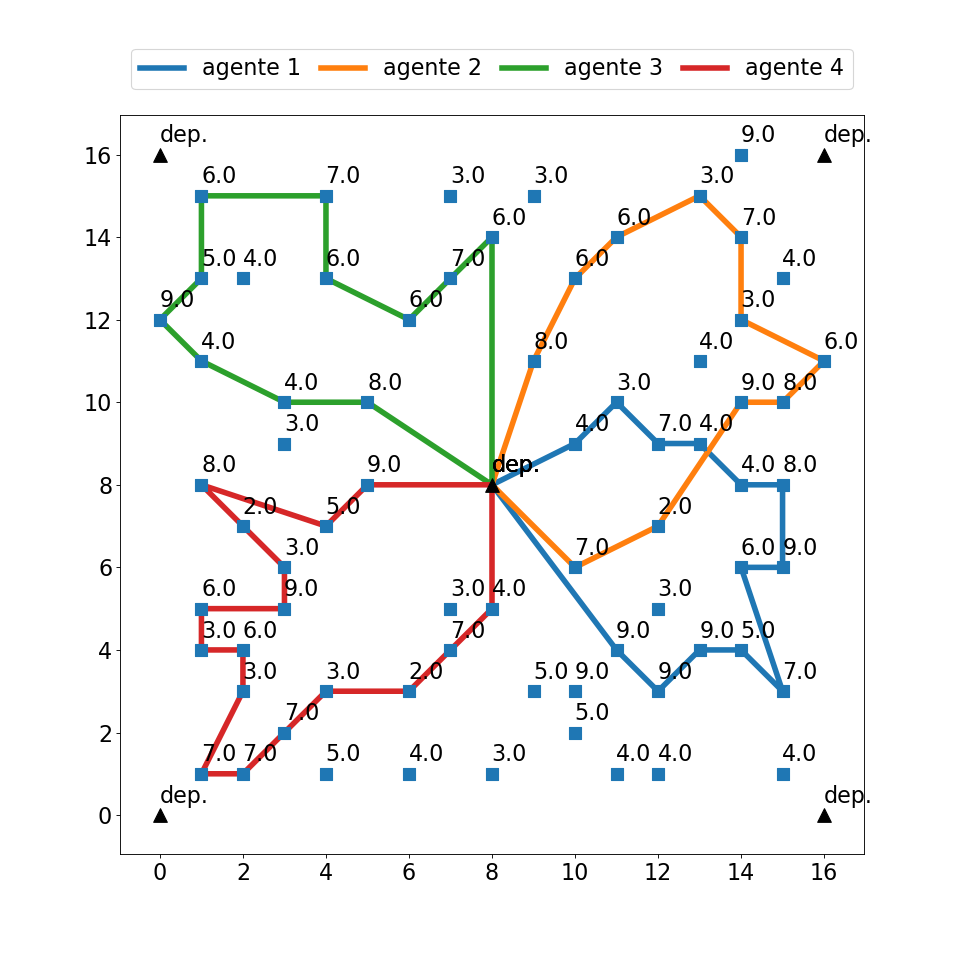 agente 1 agente 2 agente 3 agente 4
dep. 9.0 dep.
16
6.0 7.0 3.0 3.0 3.0
6.0 6.0 7.0
14
5.0 4.0 6.0 7.0 6.0 4.0
9.0 6.0 3.0
12
4.0 8.0 4.0 6.0
4.0 8.0 3.0 9.0 8.0
10
3.0 4.0 7.0 4.0
8.0 9.0 dep. 4.0 8.0
8
2.0 5.0 2.0
3.0 7.0 6.0 9.0
6
6.0 9.0 3.0 4.0 3.0
3.0 6.0 7.0 9.0 9.0 5.0
4
3.0 3.0 2.0 5.0 9.0 9.0 7.0
7.0 5.0
2
7.0 7.0 5.0 4.0 3.0 4.0 4.0 4.0
dep. dep.
0
0 2 4 6 8 10 12 14 16